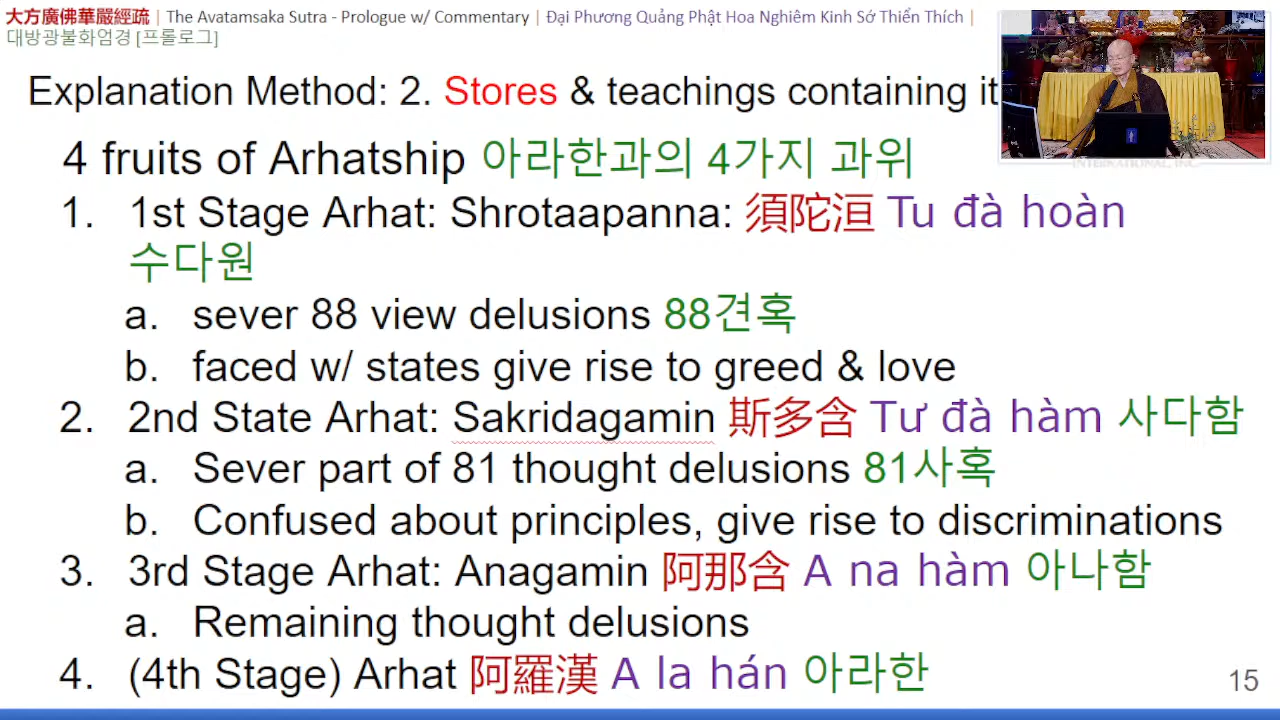 大方廣佛華嚴經疏 | The Avatamsaka Sutra - Prologue w/ Commentary | Đại Phương Quảng Phật Hoa Nghiêm Kinh Sớ Thiển Thích |
대방광불화엄경 [프롤로그]
Explanation Method: 2. Stores & teachings containing it
4 fruits of Arhatship 아라한과의 4가지 과위
1. 1st Stage Arhat: Shrotaapanna: 須陀洹 Tu đà hoàn
수다원
a. sever 88 view delusions 88견혹
b. faced w/ states give rise to greed & love
2. 2nd State Arhat: Sakridagamin 斯多含 Tư đà hàm 사다함
a. Sever part of 81 thought delusions 81사혹
b. Confused about principles, give rise to discriminations
3. 3rd Stage Arhat: Anagamin 阿那含 A na hàm 아나함
a. Remaining thought delusions
4. (4th Stage) Arhat 阿羅漢 A la hán 아라한
15
INTERNATIONAL, INC.